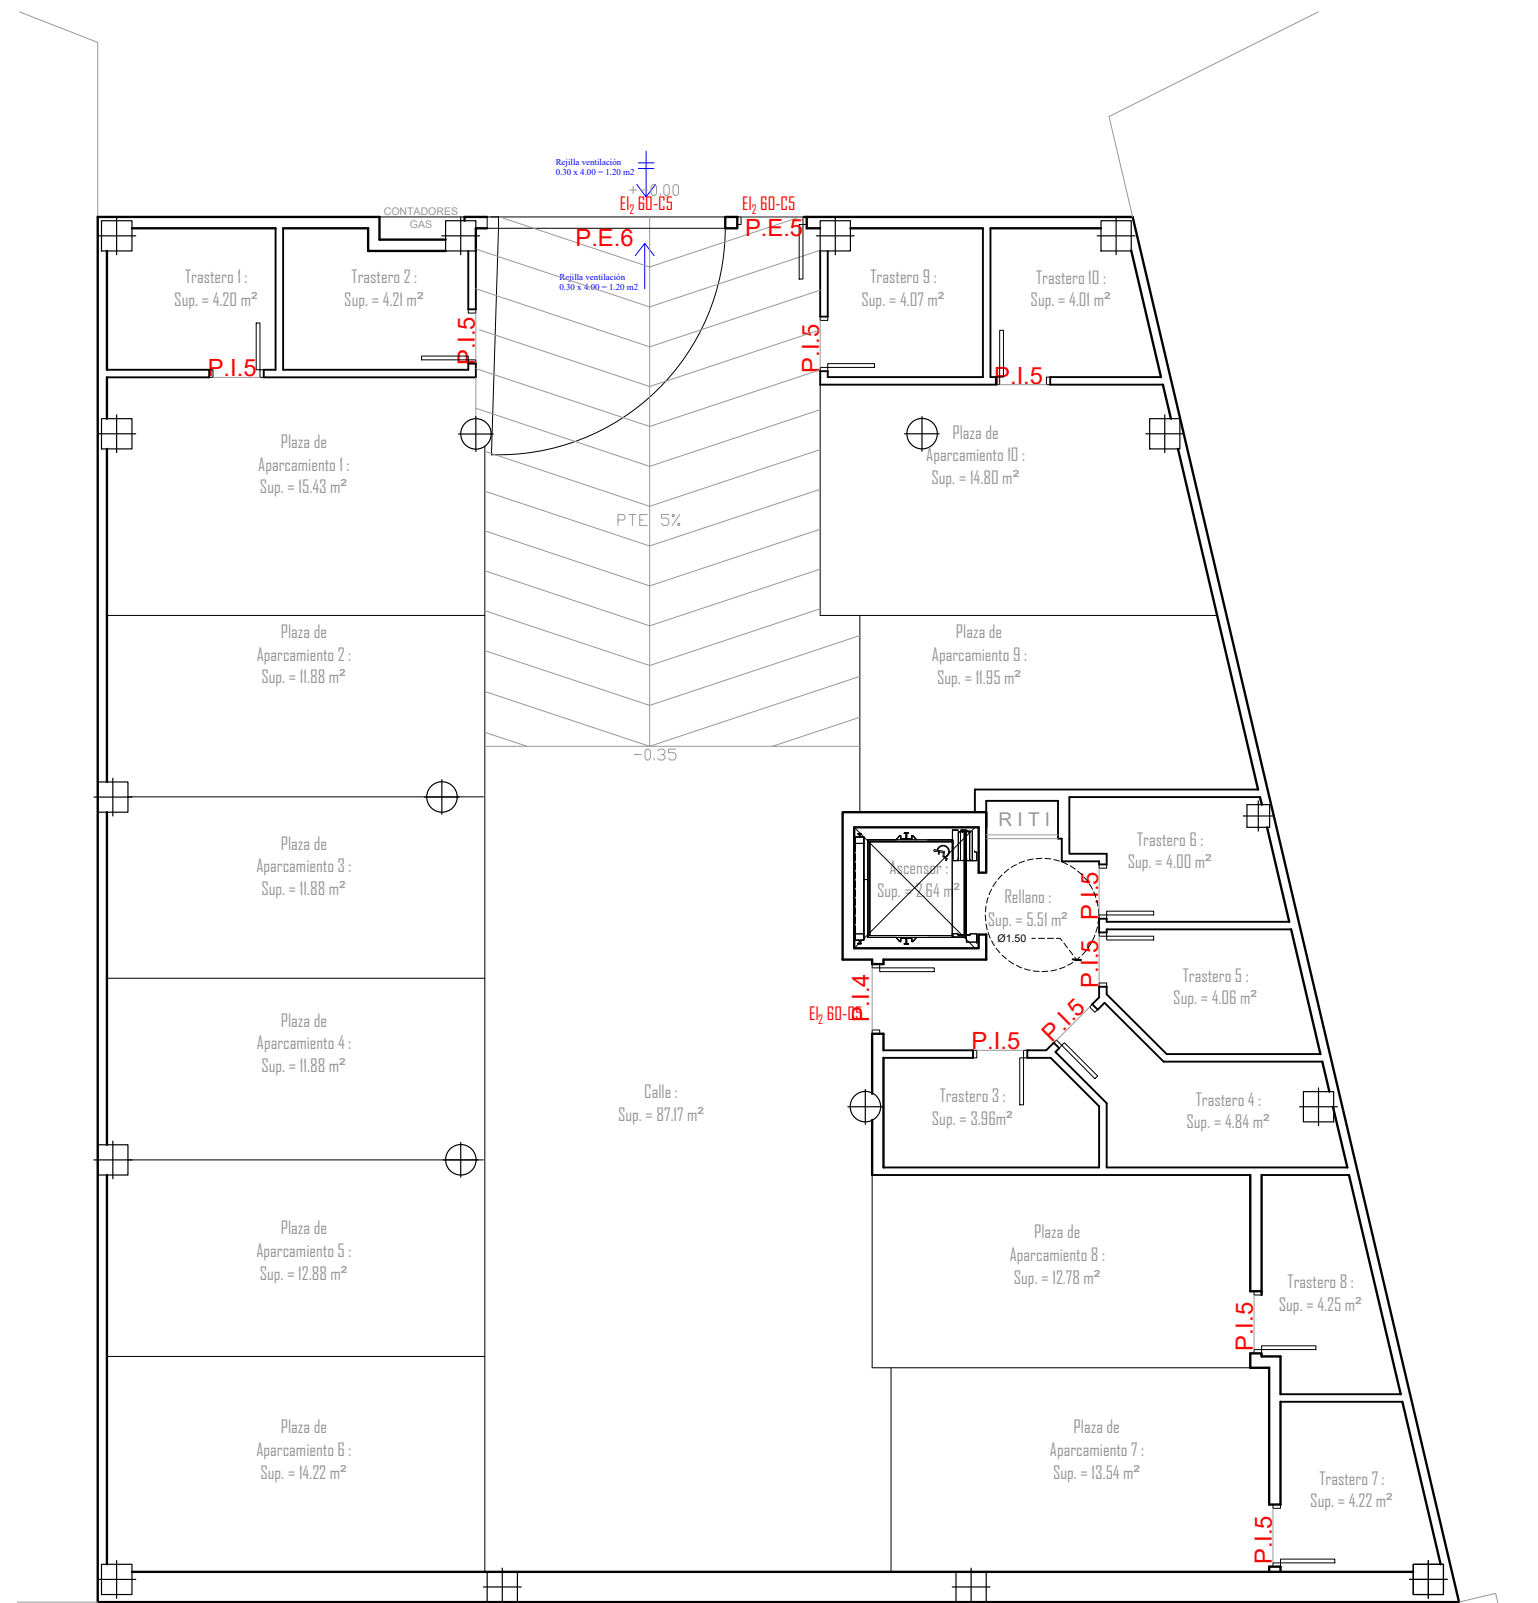 Rejilla ventilación
0.30 x 4.00 = 1.20 m2
EI₂ 60-C5
EI₂ 60-C5
CONTADORES
GAS
P.E.6
P.E.5
Rejilla ventilación
0.30 x 4.00 = 1.20 m2
Trastero 1 :
Sup. = 4.20 m²
Trastero 2 :
Sup. = 4.21 m²
Trastero 9 :
Sup. = 4.07 m²
Trastero 10 :
Sup. = 4.01 m²
P.I.5
P.I.5
P.I.5
P.I.5
Plaza de
Aparcamiento 1 :
Sup. = 15.43 m²
Plaza de
Aparcamiento 10 :
Sup. = 14.80 m²
PTE 5%
Plaza de
Aparcamiento 2 :
Sup. = 11.88 m²
Plaza de
Aparcamiento 9 :
Sup. = 11.95 m²
-0.35
RITI
Plaza de
Aparcamiento 3 :
Sup. = 11.88 m²
Ascensor :
Sup. = 2.64 m²
Rellano :
Sup. = 5.51 m²
Ø1.50
P.I.5
Trastero 6 :
Sup. = 4.00 m²
P.I.5
Trastero 5 :
Sup. = 4.06 m²
P.I.4
EI₂ 60-C5
P.I.5
P.I.5
Plaza de
Aparcamiento 4 :
Sup. = 11.88 m²
Calle :
Sup. = 87.17 m²
Trastero 3 :
Sup. = 3.96m²
Trastero 4 :
Sup. = 4.84 m²
Plaza de
Aparcamiento 5 :
Sup. = 12.88 m²
Plaza de
Aparcamiento 8 :
Sup. = 12.78 m²
Trastero 8 :
Sup. = 4.25 m²
P.I.5
Plaza de
Aparcamiento 6 :
Sup. = 14.22 m²
Plaza de
Aparcamiento 7 :
Sup. = 13.54 m²
Trastero 7 :
Sup. = 4.22 m²
P.I.5